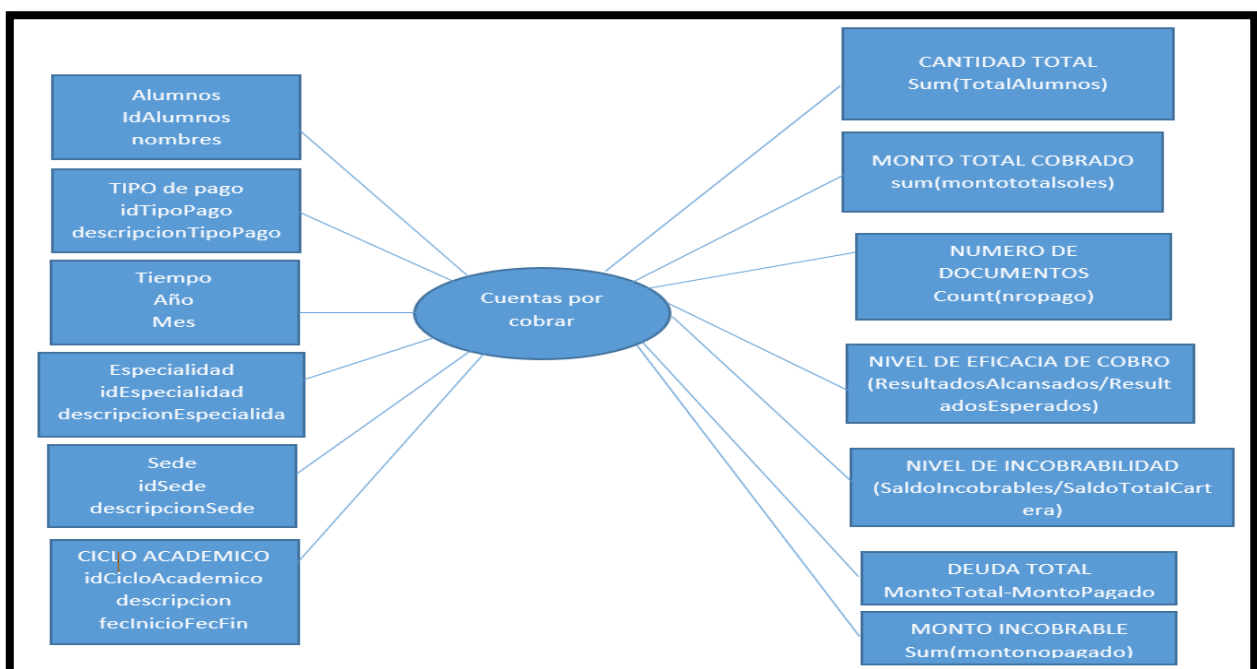 Alumnos
IdAlumnos
nombres
TIPO de pago
idTipoPago
descripcionTipoPago
Tiempo
Año
Mes
Especialidad
idEspecialidad
descripcionEspecialida
Sede
idSede
descripcionSede
CICLO ACADEMICO
idCicloAcademico
descripcion
fecInicioFecFin
Cuentas por
cobrar
CANTIDAD TOTAL
Sum(TotalAlumnos)
MONTO TOTAL COBRADO
sum(montototalsoles)
NUMERO DE
DOCUMENTOS
Count(nropago)
NIVEL DE EFICACIA DE COBRO
(ResultadosAlcansados/Result
adosEsperados)
NIVEL DE INCOBRABILIDAD
(SaldoIncobrables/SaldoTotalCart
era)
DEUDA TOTAL
MontoTotal-MontoPagado
MONTO INCOBRABLE
Sum(montonopagado)